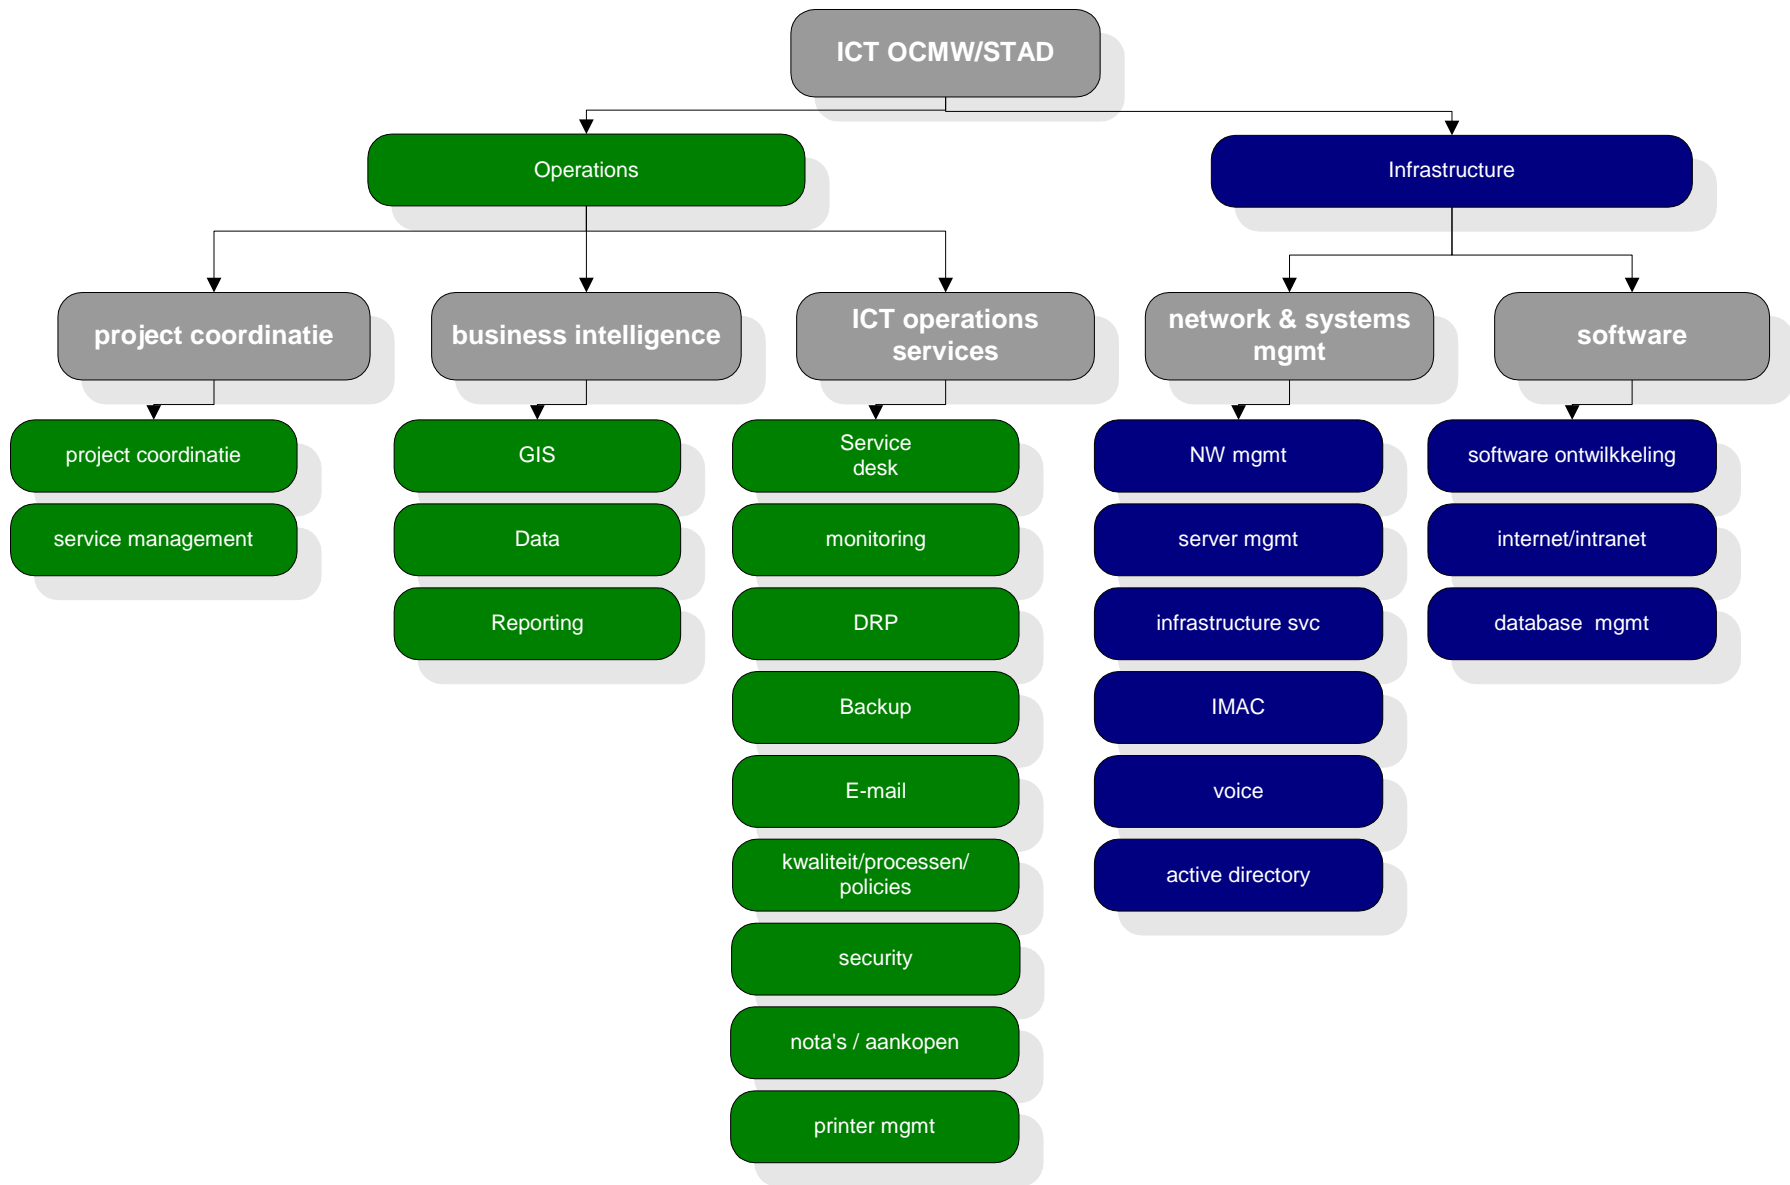 ICT OCMW/STAD
Operations
Infrastructure
project coordinatie
business intelligence
ICT operations
services
network & systems
mgmt
software
project coordinatie
service management
GIS
Data
Reporting
Service
desk
monitoring
DRP
Backup
E-mail
kwaliteit/processen/
policies
security
nota's / aankopen
printer mgmt
NW mgmt
server mgmt
infrastructure svc
IMAC
voice
active directory
software ontwilkkeling
internet/intranet
database  mgmt